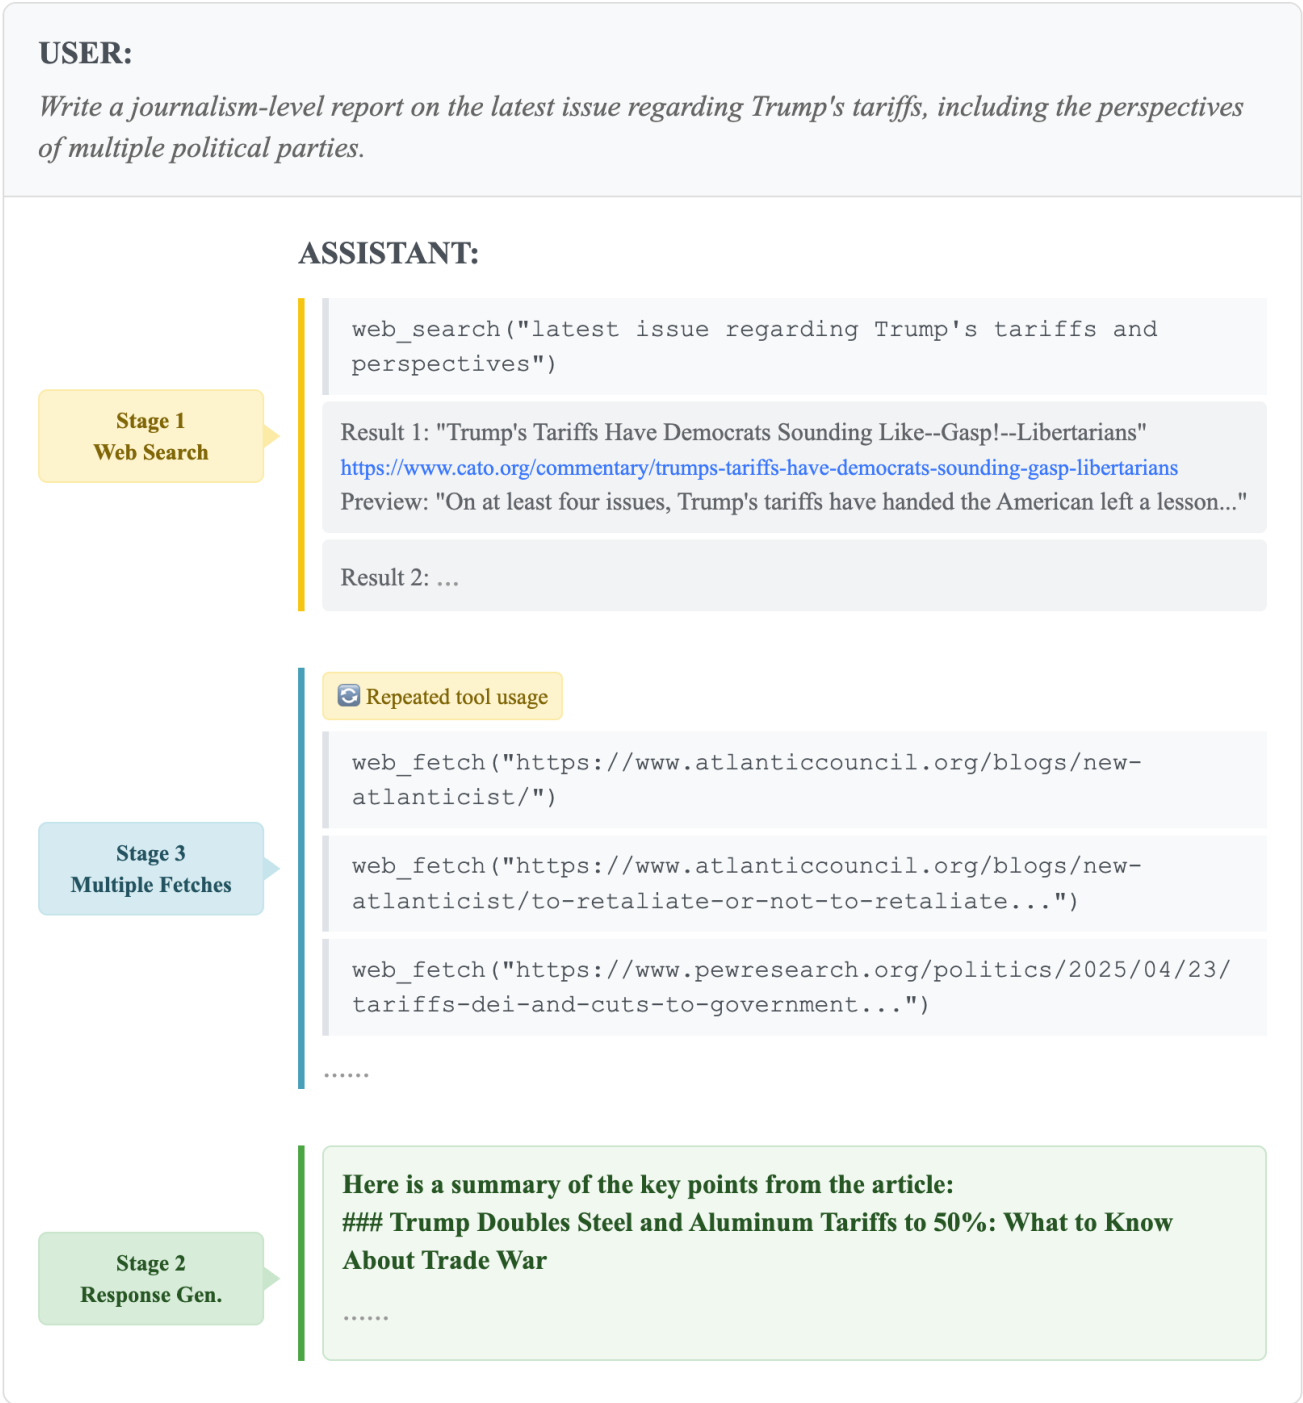 USER:
Write a journalism-level report on the latest issue regarding Trump's tariffs, including the perspectives
of multiple political parties.
ASSISTANT:
web_search("latest issue regarding Trump's tariffs and
perspectives")
Stage 1
Web Search
Result 1: "Trump's Tariffs Have Democrats Sounding Like--Gasp!--Libertarians"
https://www.cato.org/commentary/trumps-tariffs-have-democrats-sounding-gasp-libertarians
Preview: "On at least four issues, Trump's tariffs have handed the American left a lesson..."
Result 2: ...
Repeated tool usage
web_fetch("https://www.atlanticcouncil.org/blogs/new-
atlanticist/")
Stage 3
Multiple Fetches
web_fetch("https://www.atlanticcouncil.org/blogs/new-
atlanticist/to-retaliate-or-not-to-retaliate...")
web_fetch("https://www.pewresearch.org/politics/2025/04/23/
tariffs-dei-and-cuts-to-government...")
......
Stage 2
Response Gen.
Here is a summary of the key points from the article:
### Trump Doubles Steel and Aluminum Tariffs to 50%: What to Know
About Trade War
......